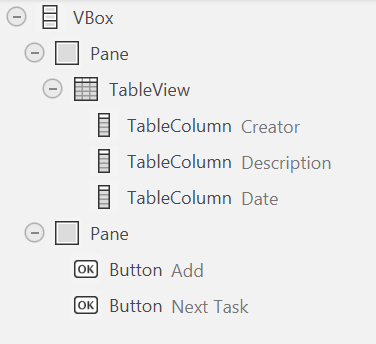 VBox
Pane
TableView
TableColumn Creator
TableColumn Description
TableColumn Date
Pane
OK Button Add
OK Button Next Task